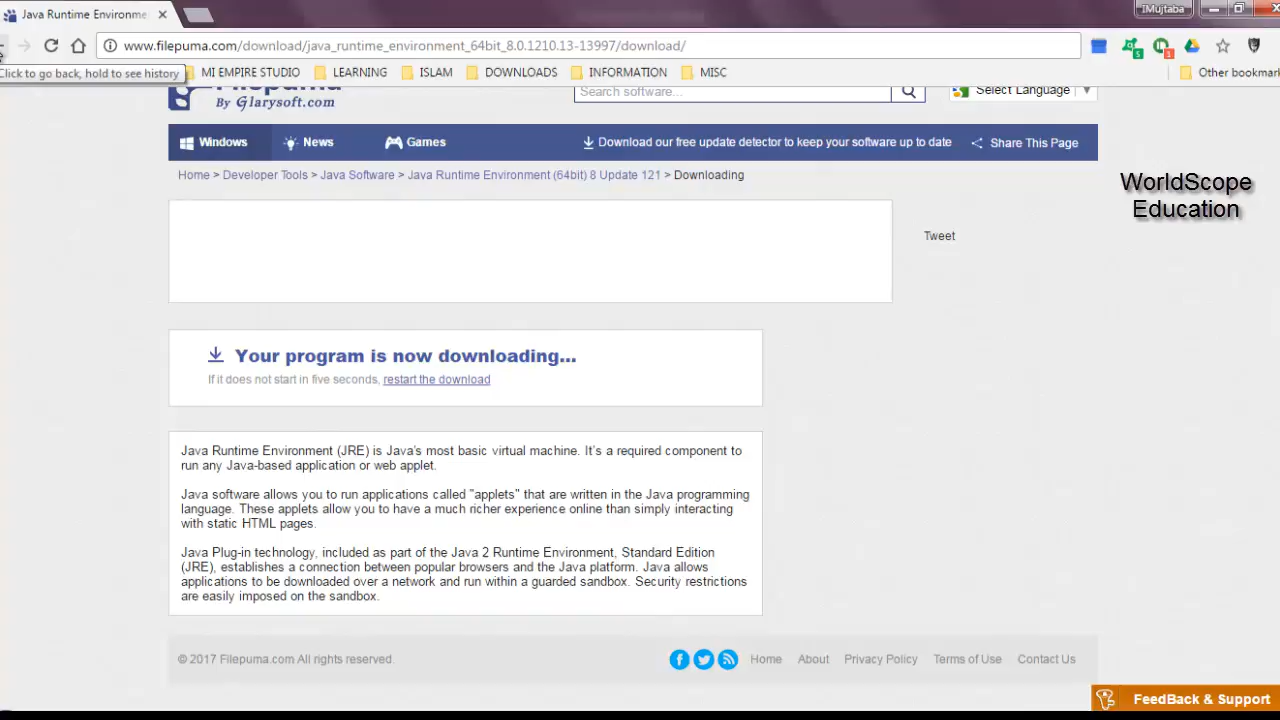 Java Runtime Environme
iMujtaba
www.filepuma.com/download/java_runtime_environment_64bit_8.0.1210.13-13997/download/
5
1
Click to go back, hold to see history
MI EMPIRE STUDIO
LEARNING
ISLAM
DOWNLOADS
INFORMATION
MISC
Other bookmark
By Glarysoft.com
Search software...
Select Language
Windows
News
Games
Download our free update detector to keep your software up to date
Share This Page
Home > Developer Tools > Java Software > Java Runtime Environment (64bit) 8 Update 121 > Downloading
WorldScope
Education
Tweet
Your program is now downloading...
If it does not start in five seconds, restart the download
Java Runtime Environment (JRE) is Java's most basic virtual machine. It's a required component to
run any Java-based application or web applet.
Java software allows you to run applications called "applets" that are written in the Java programming
language. These applets allow you to have a much richer experience online than simply interacting
with static HTML pages.
Java Plug-in technology, included as part of the Java 2 Runtime Environment, Standard Edition
(JRE), establishes a connection between popular browsers and the Java platform. Java allows
applications to be downloaded over a network and run within a guarded sandbox. Security restrictions
are easily imposed on the sandbox.
© 2017 Filepuma.com All rights reserved.
Home
About
Privacy Policy
Terms of Use
Contact Us
FeedBack & Support